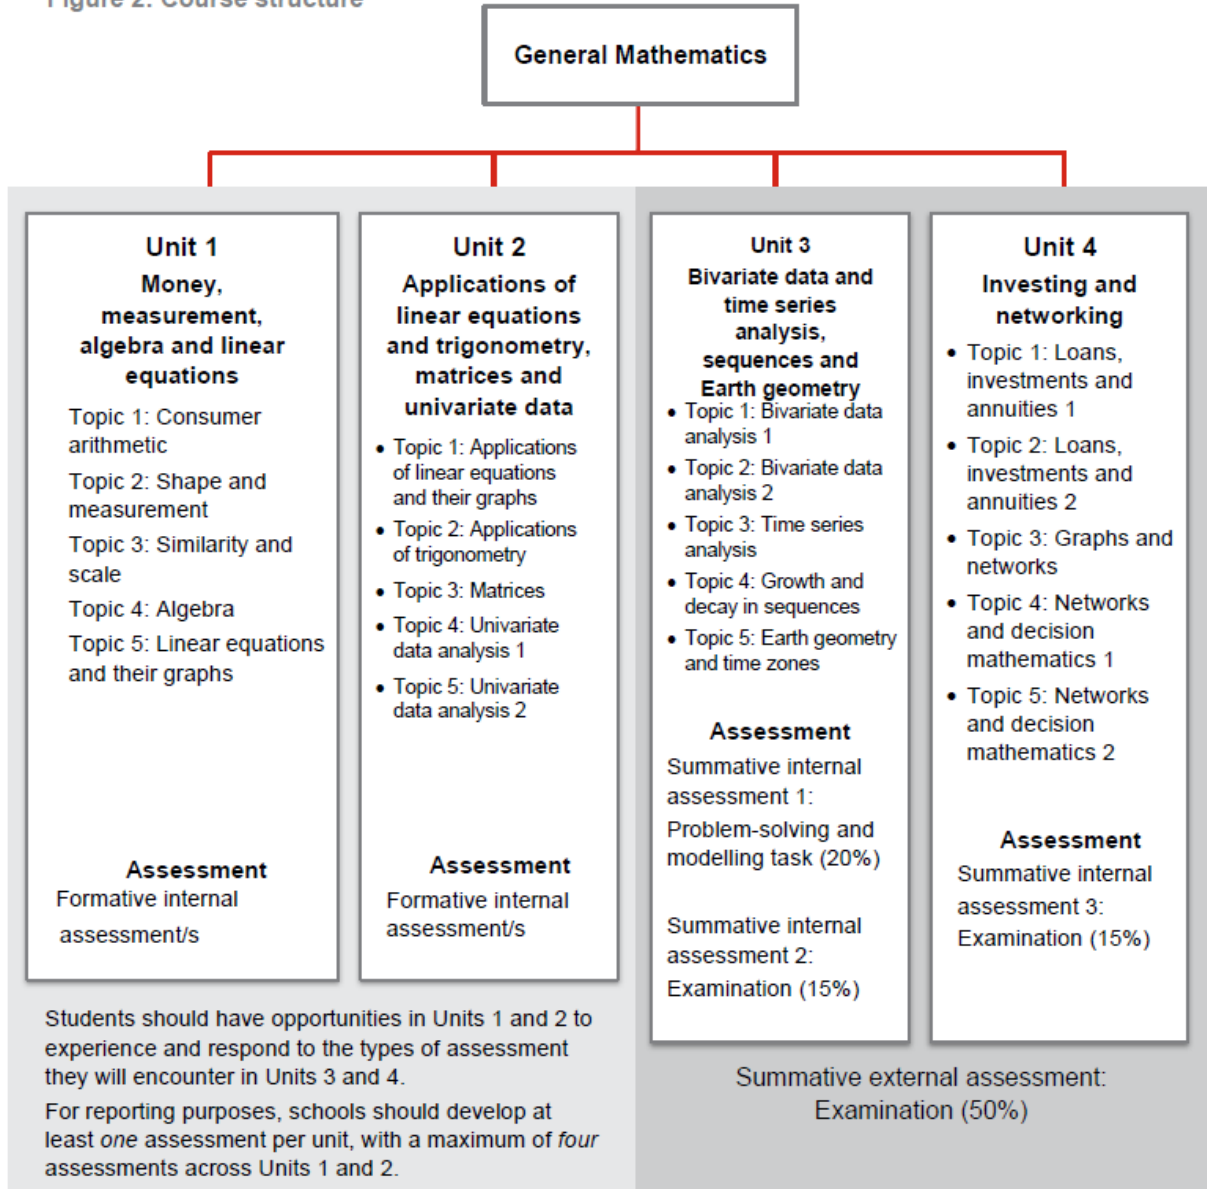 Figure 2: Course structure
General Mathematics
Unit 1
Money,
measurement,
algebra and linear
equations
Topic 1: Consumer
arithmetic
Topic 2: Shape and
measurement
Topic 3: Similarity and
scale
Topic 4: Algebra
Topic 5: Linear equations
and their graphs
Assessment
Formative internal
assessment/s
Unit 2
Applications of
linear equations
and trigonometry,
matrices and
univariate data
• Topic 1: Applications
of linear equations
and their graphs
• Topic 2: Applications
of trigonometry
• Topic 3: Matrices
• Topic 4: Univariate
data analysis 1
• Topic 5: Univariate
data analysis 2
Assessment
Formative internal
assessment/s
Students should have opportunities in Units 1 and 2 to
experience and respond to the types of assessment
they will encounter in Units 3 and 4.
For reporting purposes, schools should develop at
least one assessment per unit, with a maximum of four
assessments across Units 1 and 2.
Unit 3
Bivariate data and
time series
analysis,
sequences and
Earth geometry
• Topic 1: Bivariate data
analysis 1
• Topic 2: Bivariate data
analysis 2
• Topic 3: Time series
analysis
• Topic 4: Growth and
decay in sequences
• Topic 5: Earth geometry
and time zones
Assessment
Summative internal
assessment 1:
Problem-solving and
modelling task (20%)
Summative internal
assessment 2:
Examination (15%)
Unit 4
Investing and
networking
• Topic 1: Loans,
investments and
annuities 1
• Topic 2: Loans,
investments and
annuities 2
• Topic 3: Graphs and
networks
• Topic 4: Networks
and decision
mathematics 1
• Topic 5: Networks
and decision
mathematics 2
Assessment
Summative internal
assessment 3:
Examination (15%)
Summative external assessment:
Examination (50%)